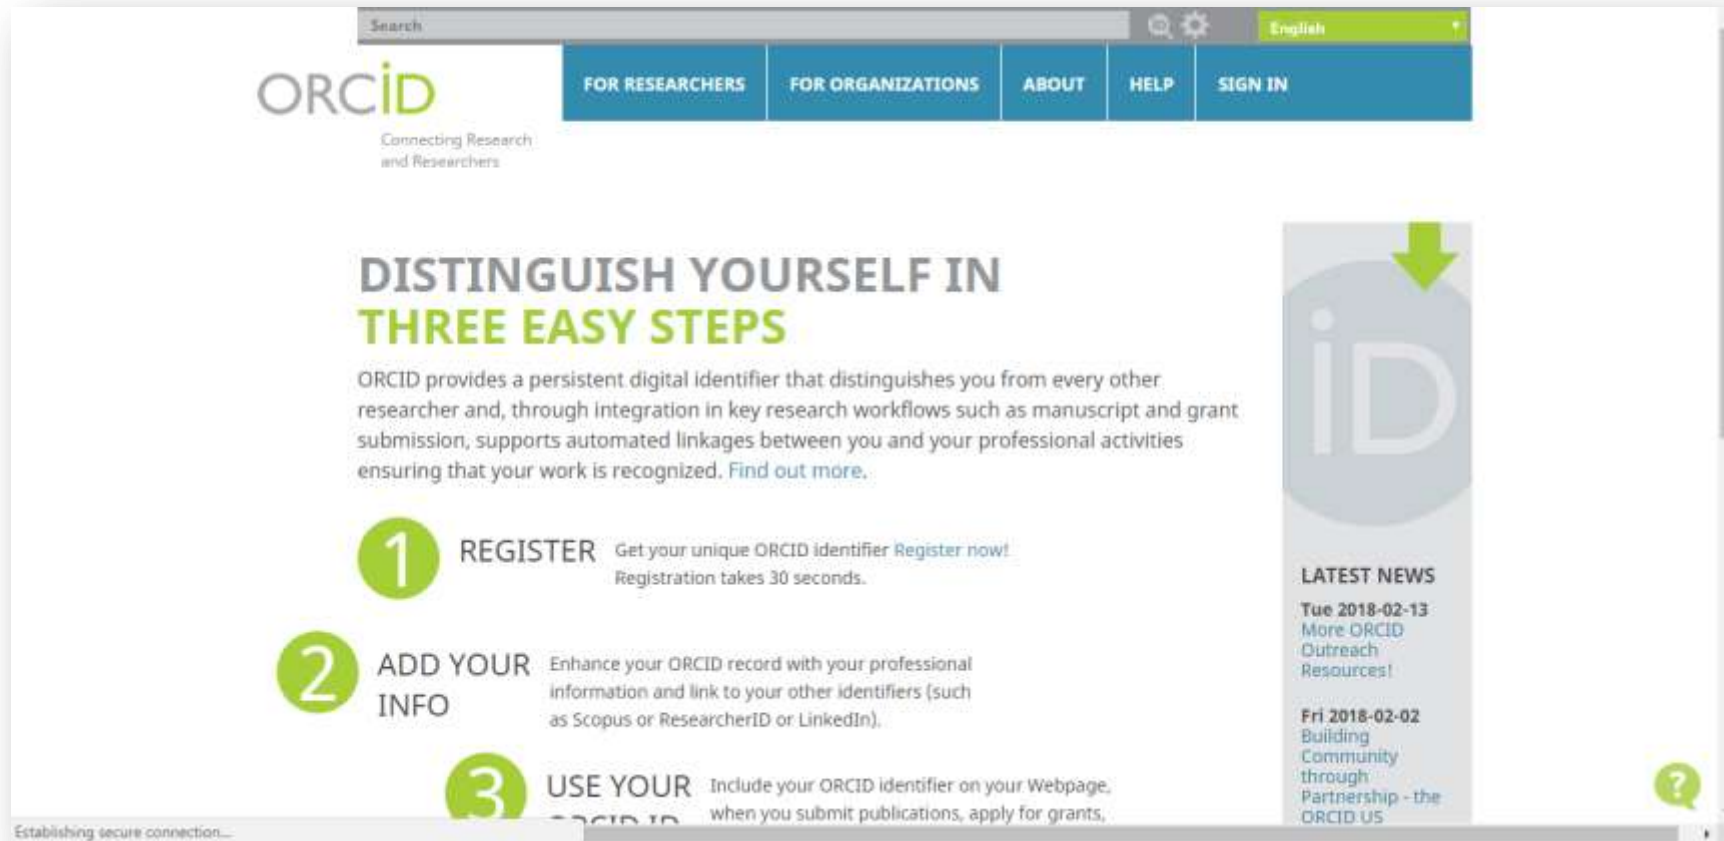 Search
English
ORCID
Connecting Research
and Researchers
FOR RESEARCHERS
FOR ORGANIZATIONS
ABOUT
HELP
SIGN IN
DISTINGUISH YOURSELF IN
THREE EASY STEPS
ORCID provides a persistent digital identifier that distinguishes you from every other
researcher and, through integration in key research workflows such as manuscript and grant
submission, supports automated linkages between you and your professional activities
ensuring that your work is recognized. Find out more.
1
REGISTER
Get your unique ORCID identifier Register now!
Registration takes 30 seconds.
2
ADD YOUR
INFO
Enhance your ORCID record with your professional
information and link to your other identifiers (such
as Scopus or ResearcherID or LinkedIn).
3
USE YOUR
ORCID ID
Include your ORCID identifier on your Webpage,
when you submit publications, apply for grants,
iD
LATEST NEWS
Tue 2018-02-13
More ORCID
Outreach
Resources!
Fri 2018-02-02
Building
Community
through
Partnership - the
ORCID US
?
Establishing secure connection...